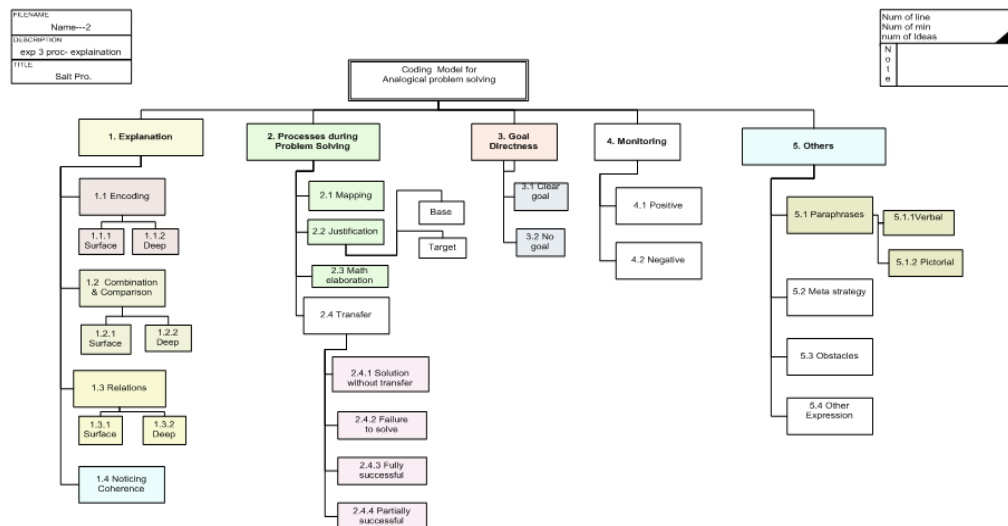 FILENAME
Name---2
DESCRIPTION
exp 3 proc- explaination
TITLE
Salt Pro.
Num of line
Num of min
num of Ideas
N
o
t
e
Coding Model for
Analogical problem solving
1. Explanation
1.1 Encoding
1.1.1
Surface
1.1.2
Deep
1.2 Combination
& Comparison
1.2.1
Surface
1.2.2
Deep
1.3 Relations
1.3.1
Surface
1.3.2
Deep
1.4 Noticing
Coherence
2. Processes during
Problem Solving
2.1 Mapping
2.2 Justification
Base
Target
2.3 Math
elaboration
2.4 Transfer
2.4.1 Solution
without transfer
2.4.2 Failure
to solve
2.4.3 Fully
successful
2.4.4 Partially
successful
3. Goal
Directness
3.1 Clear
goal
3.2 No
goal
4. Monitoring
4.1 Positive
4.2 Negative
5. Others
5.1 Paraphrases
5.1.1Verbal
5.1.2 Pictorial
5.2 Meta strategy
5.3 Obstacles
5.4 Other
Expression